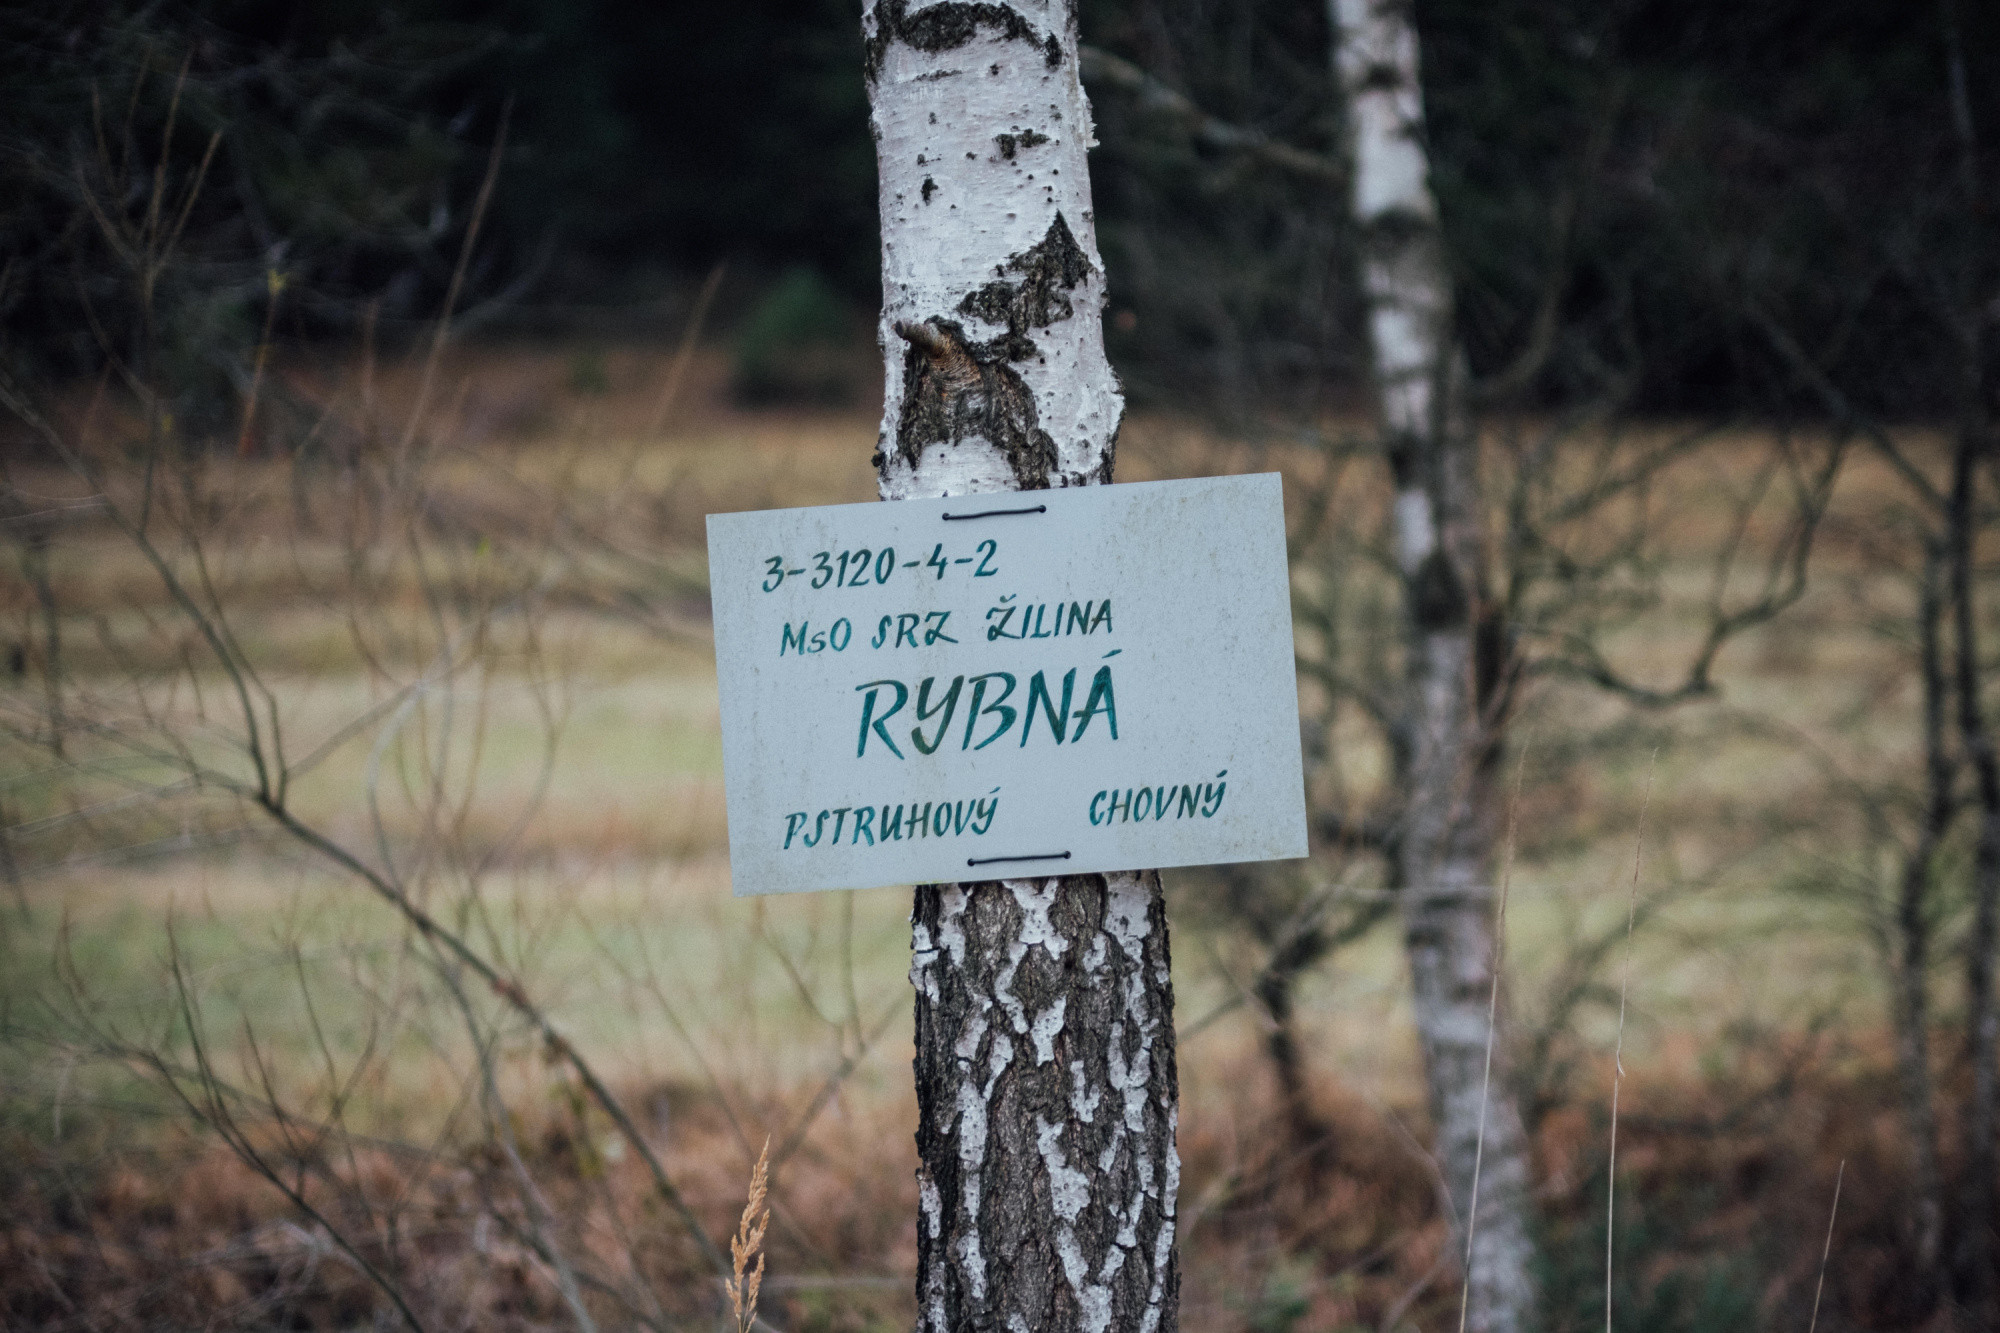 3-3120-4-2
MsO SRZ ŽILINA
RYBNÁ
PSTRUHOVÝ CHOVNÝ